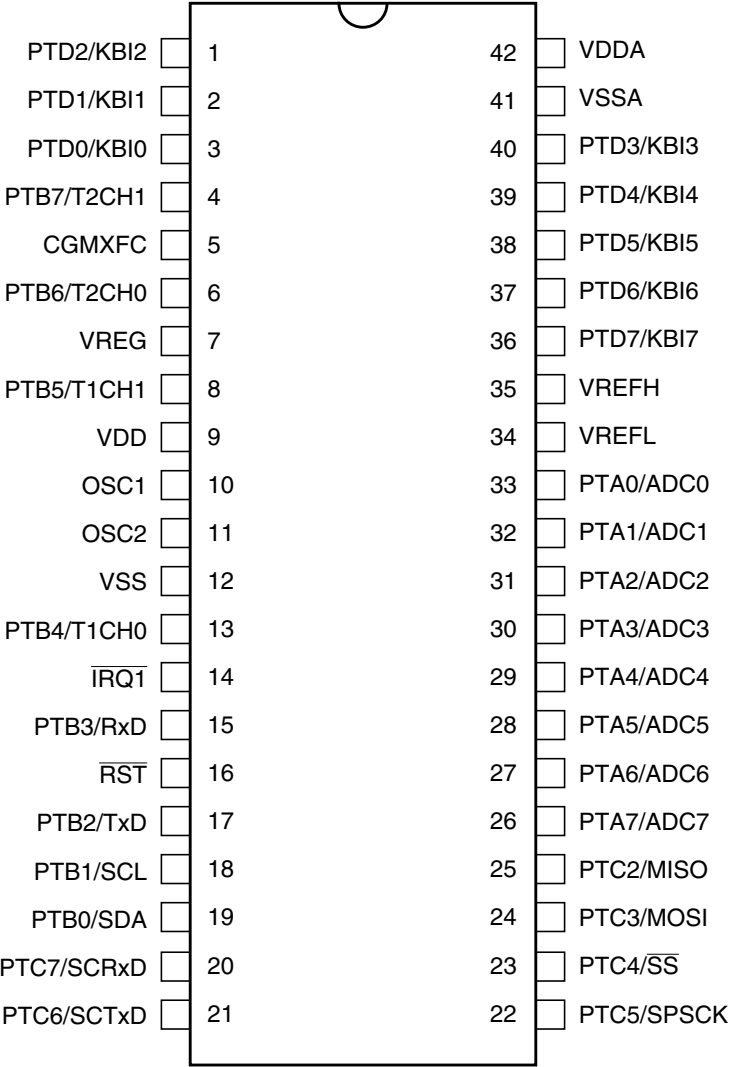 PTD2/KBI2 1 42 VDDA
PTD1/KBI1 2 41 VSSA
PTD0/KBI0 3 40 PTD3/KBI3
PTB7/T2CH1 4 39 PTD4/KBI4
CGMXFC 5 38 PTD5/KBI5
PTB6/T2CH0 6 37 PTD6/KBI6
VREG 7 36 PTD7/KBI7
PTB5/T1CH1 8 35 VREFH
VDD 9 34 VREFL
OSC1 10 33 PTA0/ADC0
OSC2 11 32 PTA1/ADC1
VSS 12 31 PTA2/ADC2
PTB4/T1CH0 13 30 PTA3/ADC3
I̅R̅Q̅1̅ 14 29 PTA4/ADC4
PTB3/RxD 15 28 PTA5/ADC5
R̅S̅T̅ 16 27 PTA6/ADC6
PTB2/TxD 17 26 PTA7/ADC7
PTB1/SCL 18 25 PTC2/MISO
PTB0/SDA 19 24 PTC3/MOSI
PTC7/SCRxD 20 23 PTC4/S̅S̅
PTC6/SCTxD 21 22 PTC5/SPSCK